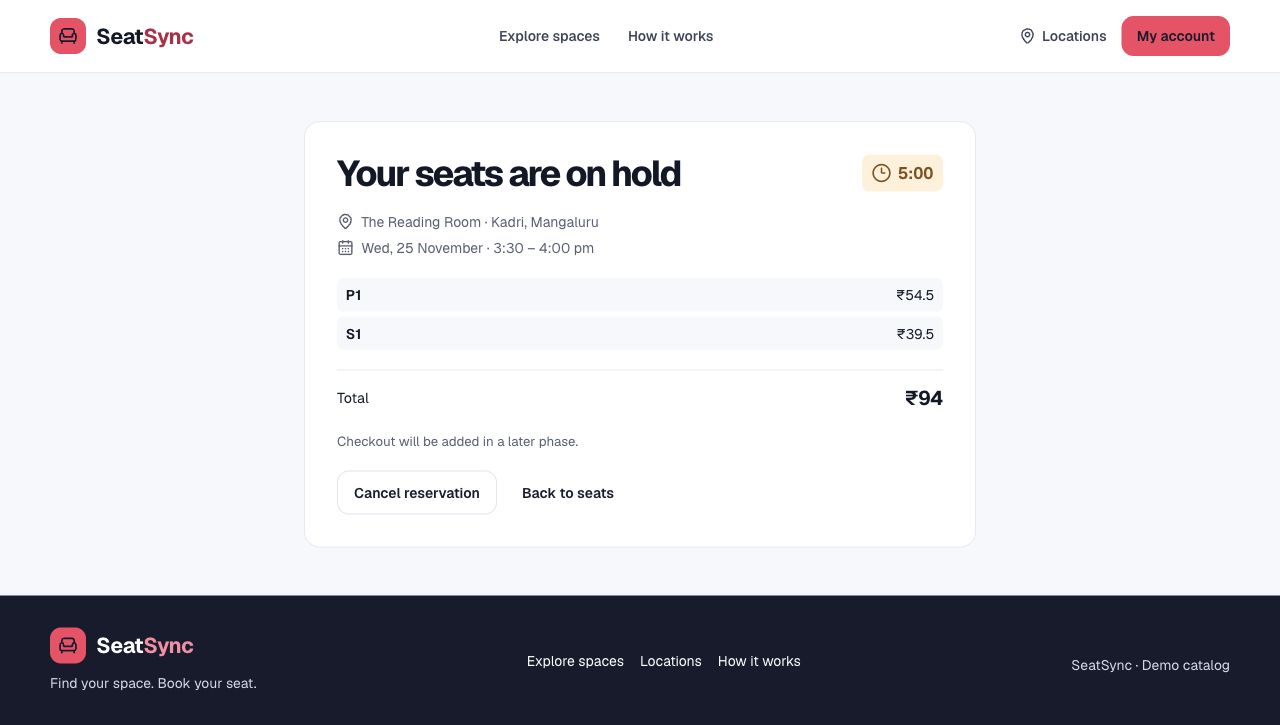 SeatSync
Explore spaces
How it works
Locations
My account
Your seats are on hold
5:00
The Reading Room · Kadri, Mangaluru
Wed, 25 November · 3:30 – 4:00 pm
P1 ₹54.5
S1 ₹39.5
Total ₹94
Checkout will be added in a later phase.
Cancel reservation
Back to seats
SeatSync
Find your space. Book your seat.
Explore spaces
Locations
How it works
SeatSync · Demo catalog